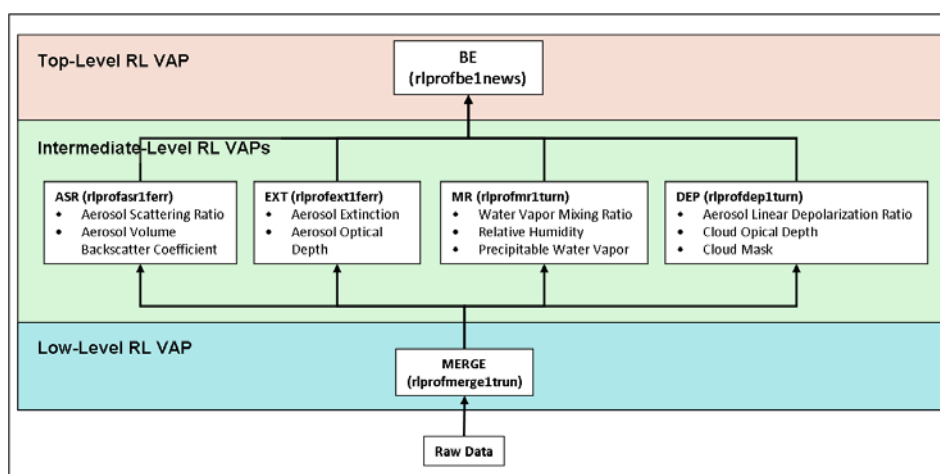 Top-Level RL VAP
BE
(rlprofbe1news)
Intermediate-Level RL VAPs
ASR (rlprofasr1ferr)
• Aerosol Scattering Ratio
• Aerosol Volume
Backscatter Coefficient
EXT (rlprofext1ferr)
• Aerosol Extinction
• Aerosol Optical
Depth
MR (rlprofmr1turn)
• Water Vapor Mixing Ratio
• Relative Humidity
• Precipitable Water Vapor
DEP (rlprofdep1turn)
• Aerosol Linear Depolarization Ratio
• Cloud Opical Depth
• Cloud Mask
Low-Level RL VAP
MERGE
(rlprofmerge1trun)
Raw Data